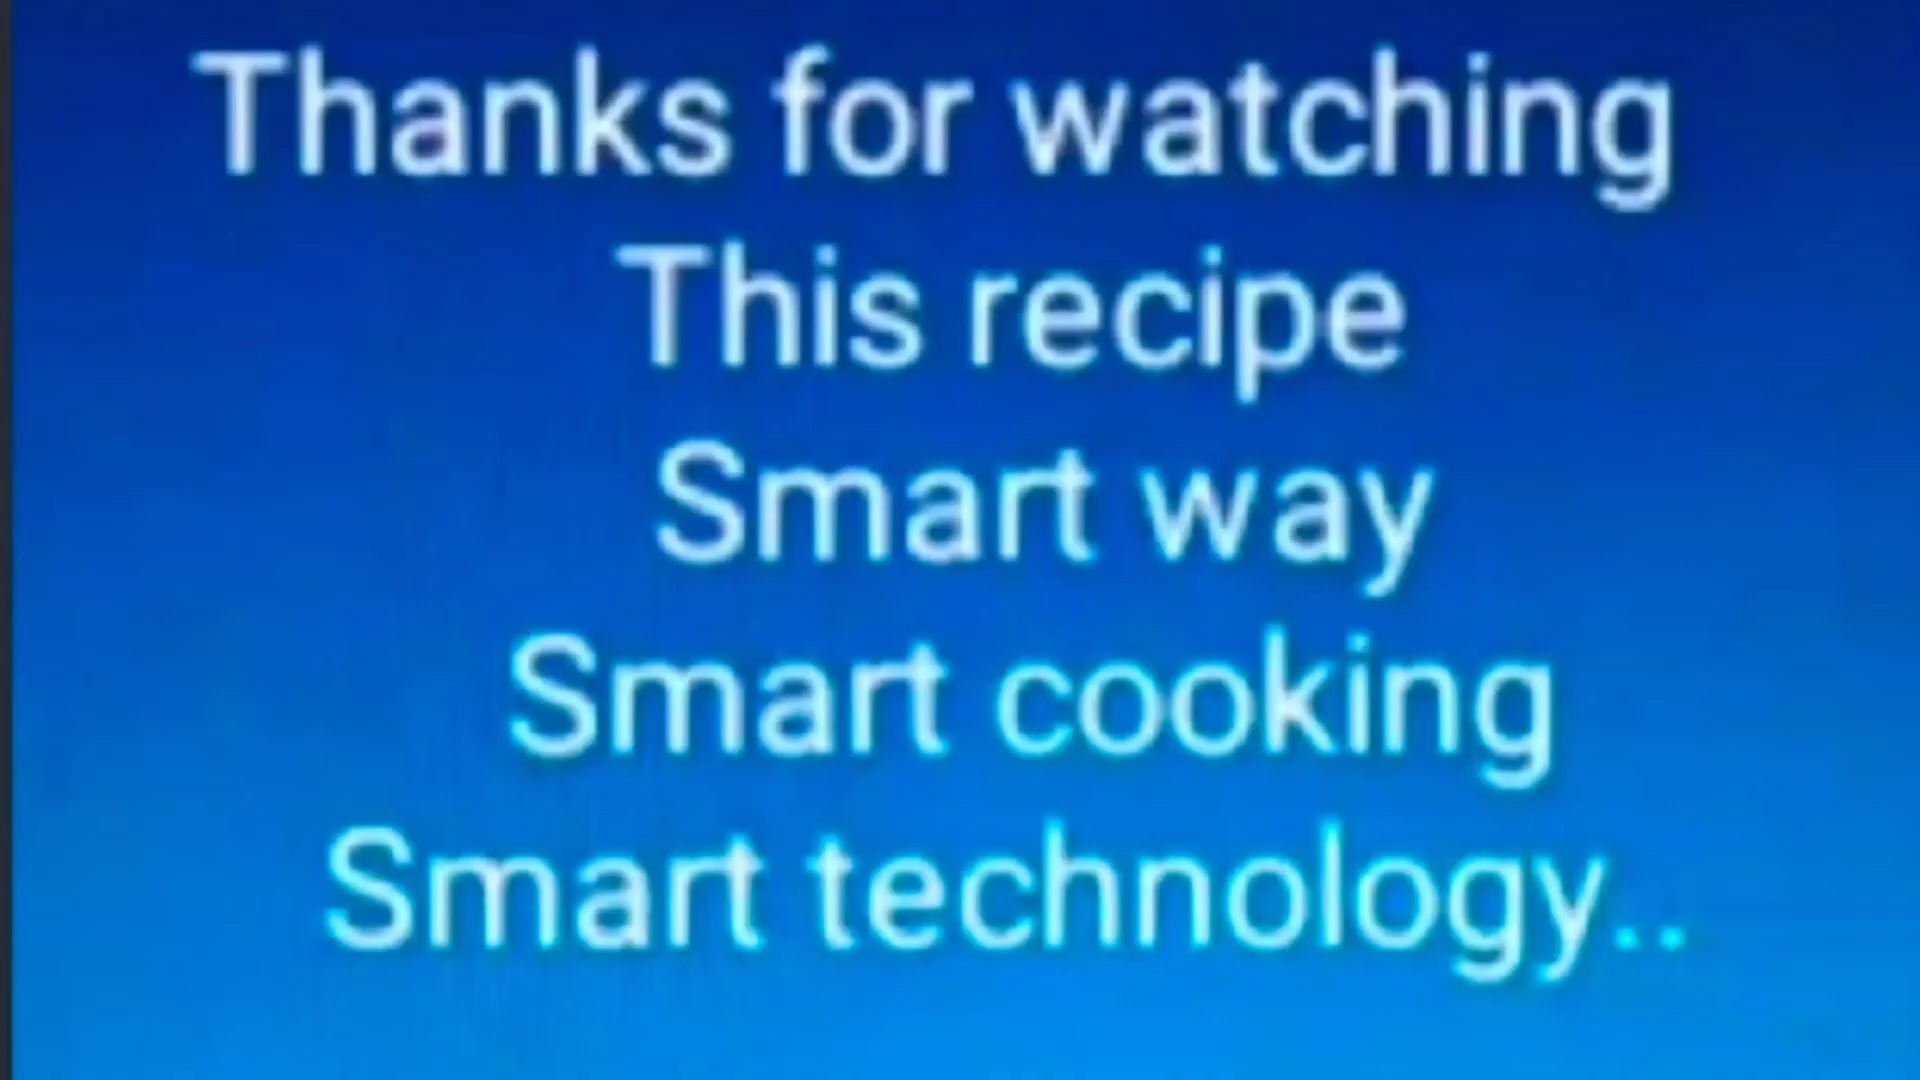 Thanks for watching
This recipe
Smart way
Smart cooking
Smart technology..